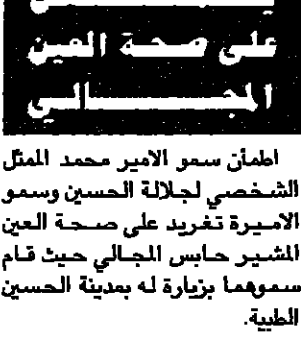 على صحة العين
المجالي
اطمأن سمو الامير محمد الممثل
الشخصي لجلالة الحسين وسمو
الاميرة تغريد على صحة العين
المشير حابس المجالي حيث قام
سموهما بزيارة له بمدينة الحسين
الطبية.